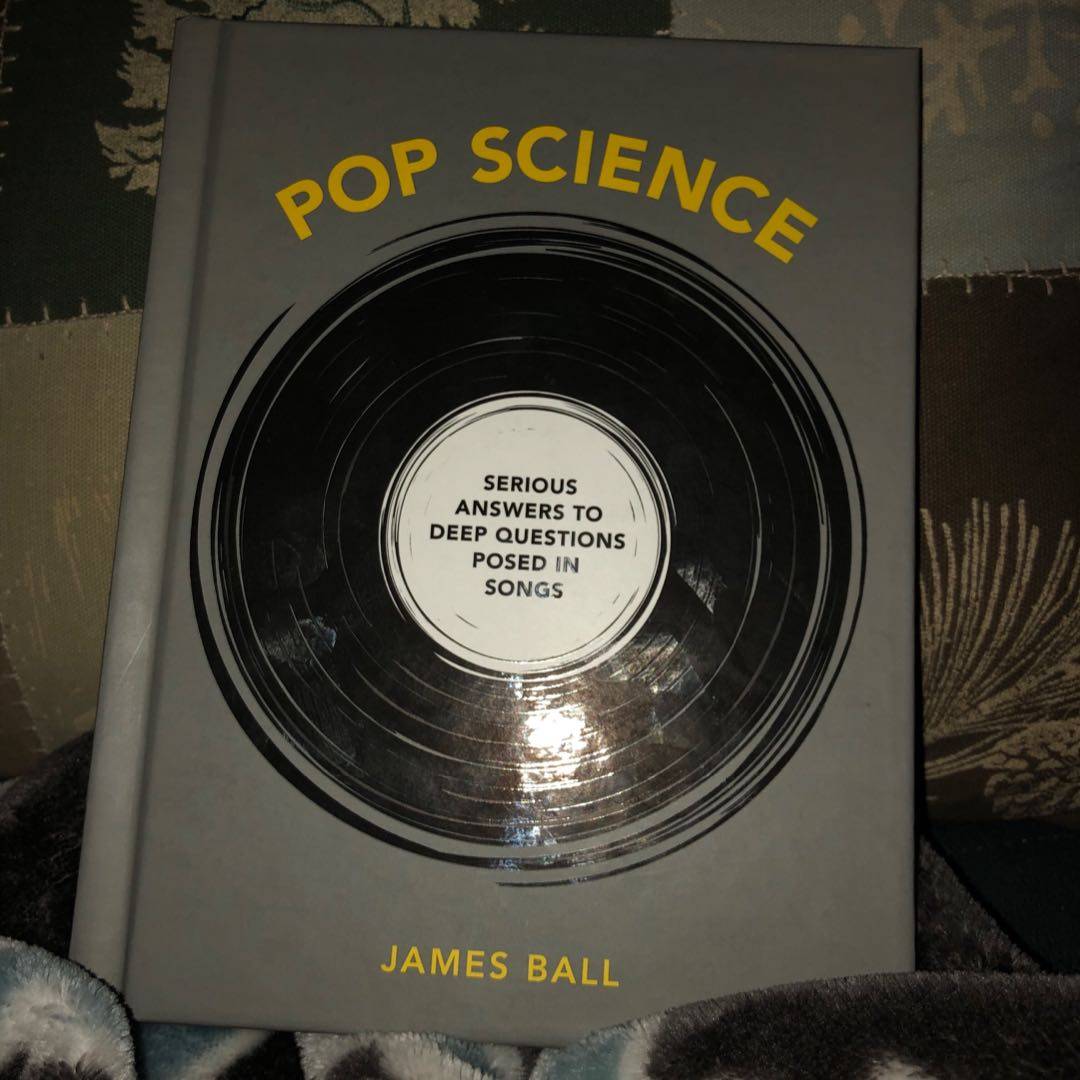 POP SCIENCE
SERIOUS
ANSWERS TO
DEEP QUESTIONS
POSED IN
SONGS
JAMES BALL